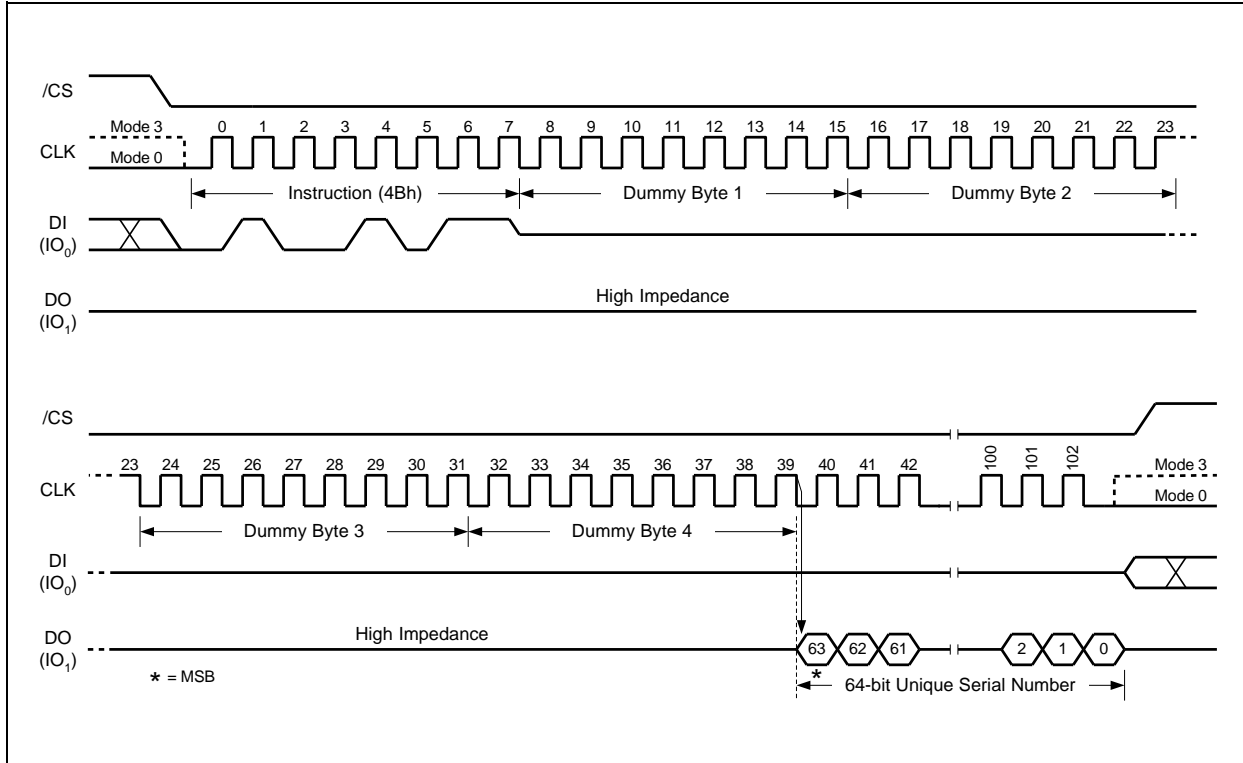 /CS
Mode 3 0 1 2 3 4 5 6 7 8 9 10 11 12 13 14 15 16 17 18 19 20 21 22 23
CLK
Mode 0
Instruction (4Bh) Dummy Byte 1 Dummy Byte 2
DI
(IO0)
High Impedance
DO
(IO1)
/CS
23 24 25 26 27 28 29 30 31 32 33 34 35 36 37 38 39 40 41 42 100 101 102 Mode 3
CLK
Mode 0
Dummy Byte 3 Dummy Byte 4
DI
(IO0)
High Impedance
DO
(IO1)
63 62 61 2 1 0
* = MSB
* 64-bit Unique Serial Number